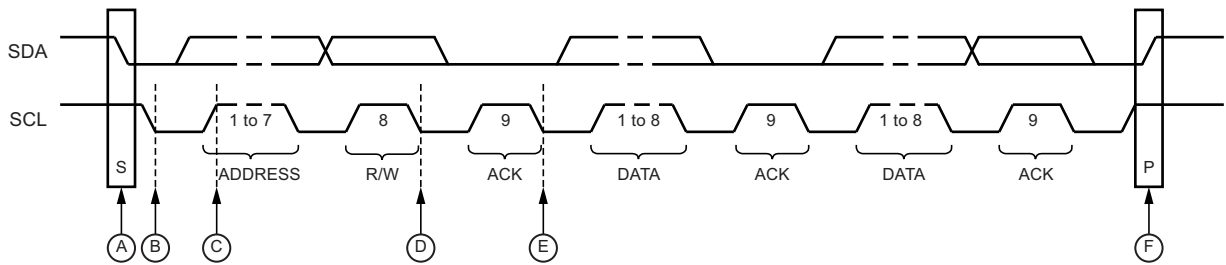 SDA
SCL
1 to 7 8 9 1 to 8 9 1 to 8 9
S ADDRESS R/W ACK DATA ACK DATA ACK P
A B C D E F